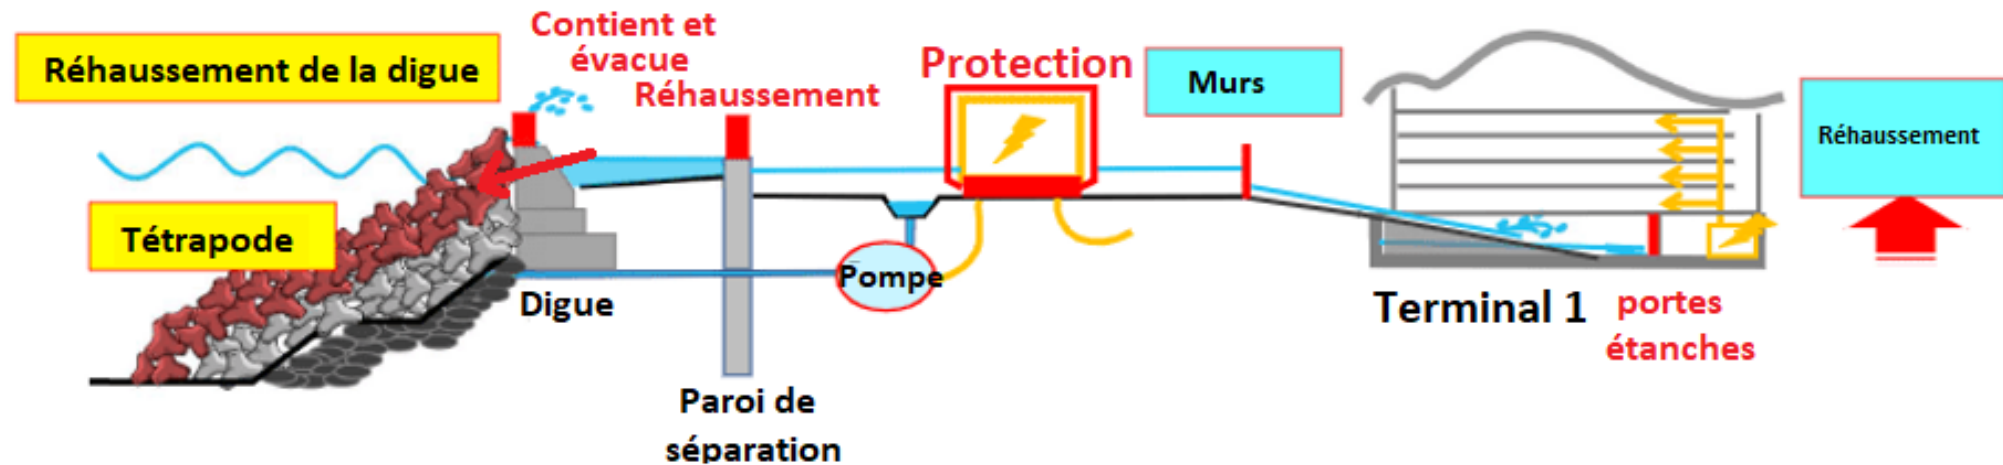 Réhaussement de la digue
Contient et
évacue
Réhaussement
Protection
Murs
Réhaussement
Tétrapode
Digue
Pompe
Paroi de
séparation
Terminal 1
portes
étanches